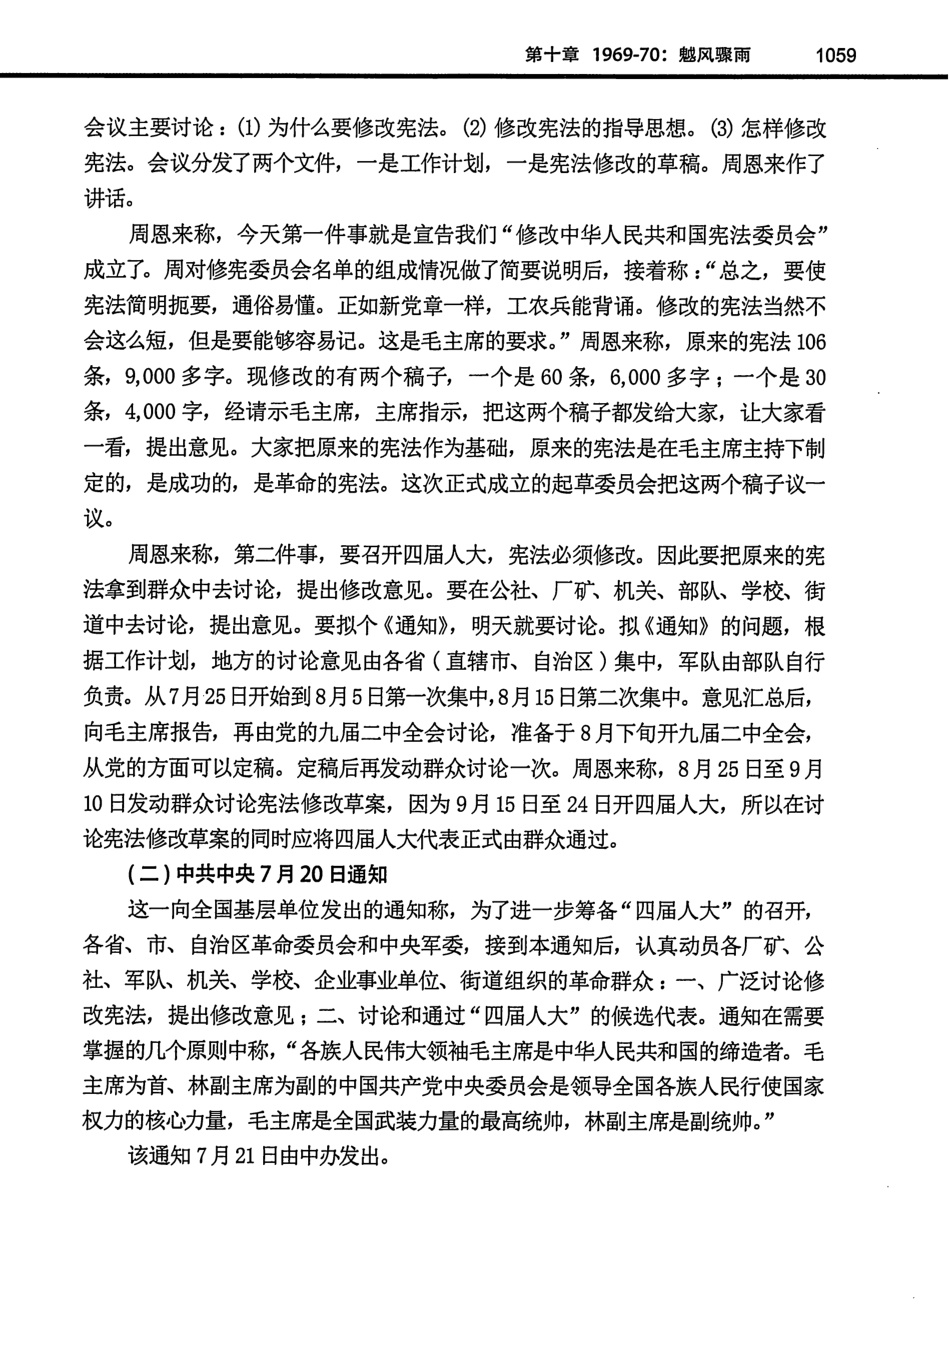 第十章 1969-70：魆风骤雨 1059
会议主要讨论：(1) 为什么要修改宪法。(2) 修改宪法的指导思想。(3) 怎样修改
宪法。会议分发了两个文件，一是工作计划，一是宪法修改的草稿。周恩来作了
讲话。
周恩来称，今天第一件事就是宣告我们“修改中华人民共和国宪法委员会”
成立了。周对修宪委员会名单的组成情况做了简要说明后，接着称：“总之，要使
宪法简明扼要，通俗易懂。正如新党章一样，工农兵能背诵。修改的宪法当然不
会这么短，但是要能够容易记。这是毛主席的要求。”周恩来称，原来的宪法 106
条，9,000 多字。现修改的有两个稿子，一个是 60 条，6,000 多字；一个是 30
条，4,000 字，经请示毛主席，主席指示，把这两个稿子都发给大家，让大家看
一看，提出意见。大家把原来的宪法作为基础，原来的宪法是在毛主席主持下制
定的，是成功的，是革命的宪法。这次正式成立的起草委员会把这两个稿子议一
议。
周恩来称，第二件事，要召开四届人大，宪法必须修改。因此要把原来的宪
法拿到群众中去讨论，提出修改意见。要在公社、厂矿、机关、部队、学校、街
道中去讨论，提出意见。要拟个《通知》，明天就要讨论。拟《通知》的问题，根
据工作计划，地方的讨论意见由各省（直辖市、自治区）集中，军队由部队自行
负责。从7月25日开始到8月5日第一次集中，8月15日第二次集中。意见汇总后，
向毛主席报告，再由党的九届二中全会讨论，准备于 8 月下旬开九届二中全会，
从党的方面可以定稿。定稿后再发动群众讨论一次。周恩来称，8 月 25 日至 9 月
10 日发动群众讨论宪法修改草案，因为 9 月 15 日至 24 日开四届人大，所以在讨
论宪法修改草案的同时应将四届人大代表正式由群众通过。
（二）中共中央 7 月 20 日通知
这一向全国基层单位发出的通知称，为了进一步筹备“四届人大”的召开，
各省、市、自治区革命委员会和中央军委，接到本通知后，认真动员各厂矿、公
社、军队、机关、学校、企业事业单位、街道组织的革命群众：一、广泛讨论修
改宪法，提出修改意见；二、讨论和通过“四届人大”的候选代表。通知在需要
掌握的几个原则中称，“各族人民伟大领袖毛主席是中华人民共和国的缔造者。毛
主席为首、林副主席为副的中国共产党中央委员会是领导全国各族人民行使国家
权力的核心力量，毛主席是全国武装力量的最高统帅，林副主席是副统帅。”
该通知 7 月 21 日由中办发出。